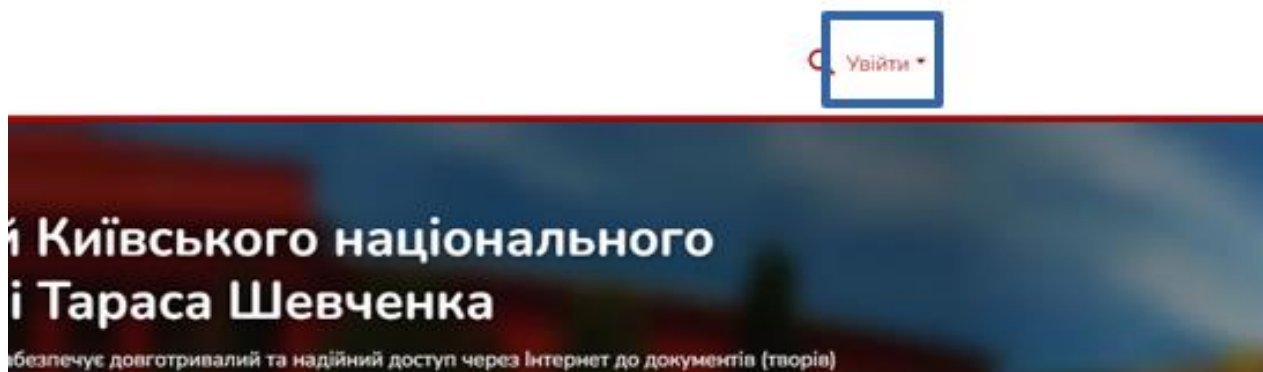 Увійти
й Київського національного
і Тараса Шевченка
абезпечує довготривалий та надійний доступ через Інтернет до документів (творів)